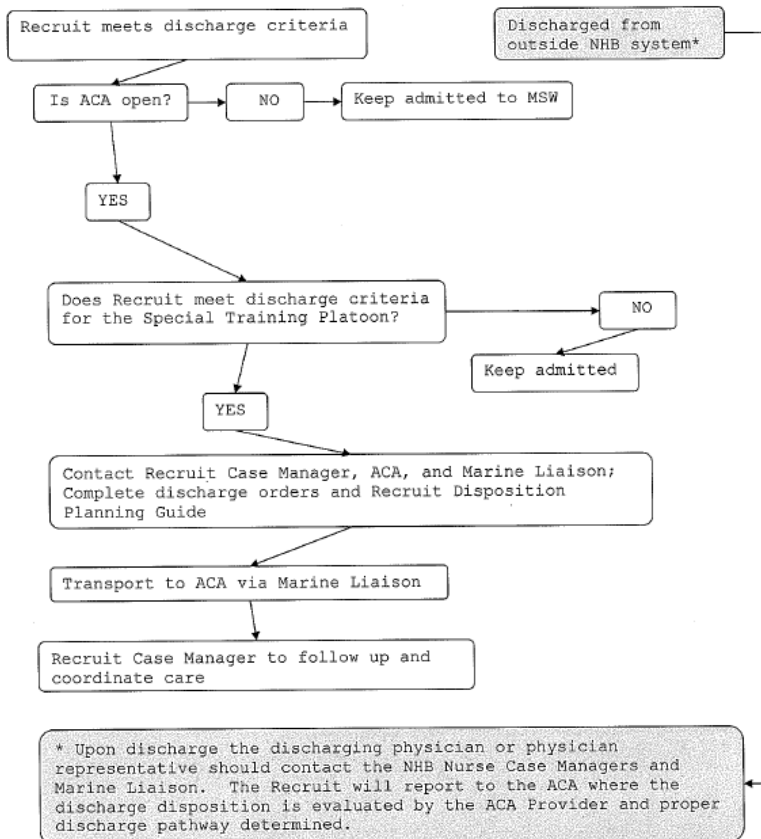 Recruit meets discharge criteria
Discharged from
outside NHB system*
Is ACA open?
NO
Keep admitted to MSW
YES
Does Recruit meet discharge criteria
for the Special Training Platoon?
NO
Keep admitted
YES
Contact Recruit Case Manager, ACA, and Marine Liaison;
Complete discharge orders and Recruit Disposition
Planning Guide
Transport to ACA via Marine Liaison
Recruit Case Manager to follow up and
coordinate care
* Upon discharge the discharging physician or physician
representative should contact the NHB Nurse Case Managers and
Marine Liaison.  The Recruit will report to the ACA where the
discharge disposition is evaluated by the ACA Provider and proper
discharge pathway determined.